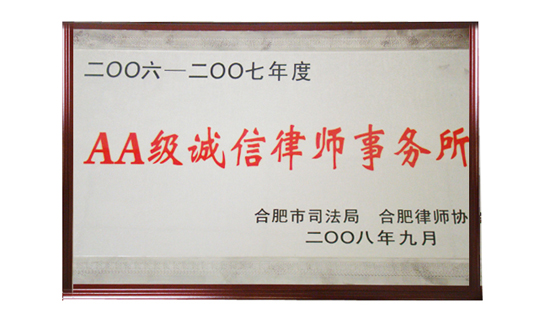 二〇〇六—二〇〇七年度
AA级诚信律师事务所
合肥市司法局 合肥律师协
二〇〇八年九月